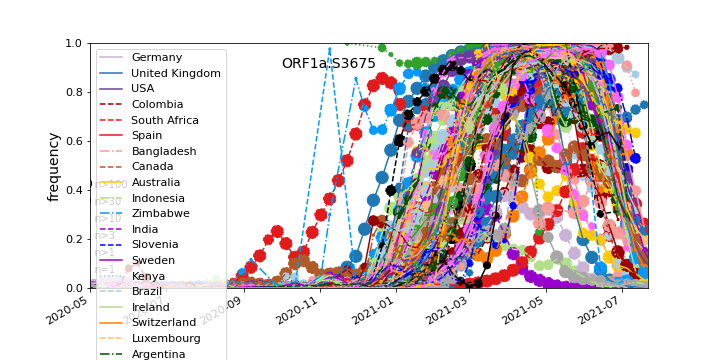 ORF1a:S3675
frequency
1.0
0.8
0.6
0.4
0.2
0.0
Germany
United Kingdom
USA
Colombia
South Africa
Spain
Bangladesh
Canada
Australia
Indonesia
Zimbabwe
India
Slovenia
Sweden
Kenya
Brazil
Ireland
Switzerland
Luxembourg
Argentina
n>100
n>30
n>10
n>3
n>1
n=1
2020-05
2020-07
2020-09
2020-11
2021-01
2021-03
2021-05
2021-07